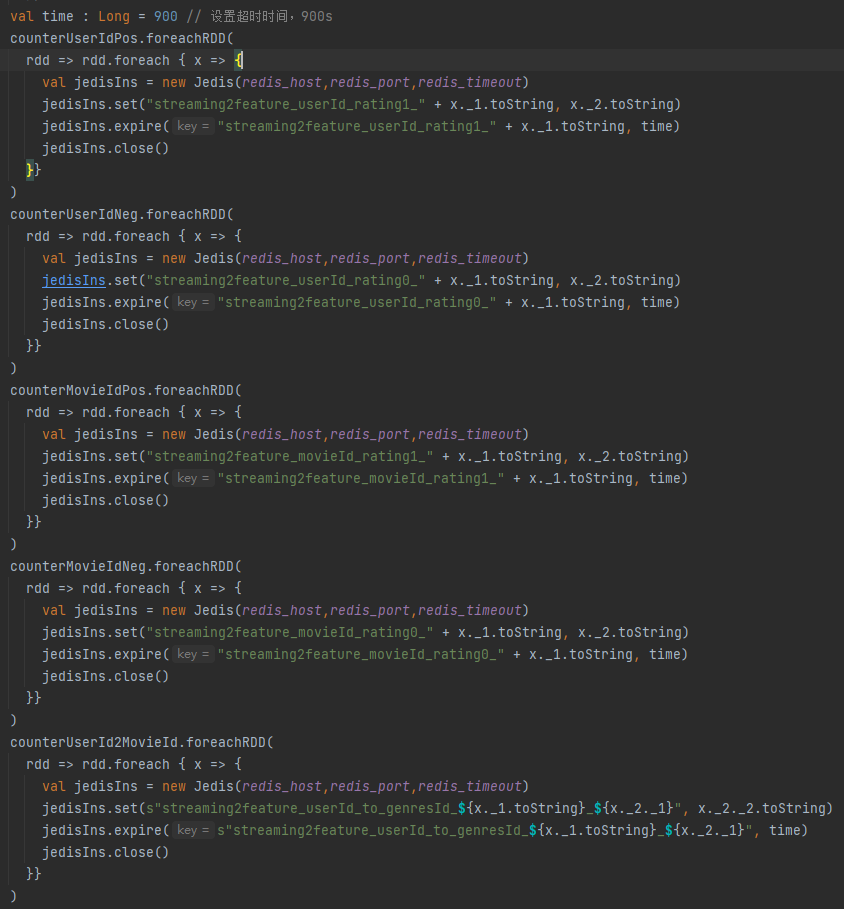 val time : Long = 900 // 设置超时时间，900s
counterUserIdPos.foreachRDD(
  rdd => rdd.foreach { x => {
    val jedisIns = new Jedis(redis_host,redis_port,redis_timeout)
    jedisIns.set("streaming2feature_userId_rating1_" + x._1.toString, x._2.toString)
    jedisIns.expire( key = "streaming2feature_userId_rating1_" + x._1.toString, time)
    jedisIns.close()
  }}
)
counterUserIdNeg.foreachRDD(
  rdd => rdd.foreach { x => {
    val jedisIns = new Jedis(redis_host,redis_port,redis_timeout)
    jedisIns.set("streaming2feature_userId_rating0_" + x._1.toString, x._2.toString)
    jedisIns.expire( key = "streaming2feature_userId_rating0_" + x._1.toString, time)
    jedisIns.close()
  }}
)
counterMovieIdPos.foreachRDD(
  rdd => rdd.foreach { x => {
    val jedisIns = new Jedis(redis_host,redis_port,redis_timeout)
    jedisIns.set("streaming2feature_movieId_rating1_" + x._1.toString, x._2.toString)
    jedisIns.expire( key = "streaming2feature_movieId_rating1_" + x._1.toString, time)
    jedisIns.close()
  }}
)
counterMovieIdNeg.foreachRDD(
  rdd => rdd.foreach { x => {
    val jedisIns = new Jedis(redis_host,redis_port,redis_timeout)
    jedisIns.set("streaming2feature_movieId_rating0_" + x._1.toString, x._2.toString)
    jedisIns.expire( key = "streaming2feature_movieId_rating0_" + x._1.toString, time)
    jedisIns.close()
  }}
)
counterUserId2MovieId.foreachRDD(
  rdd => rdd.foreach { x => {
    val jedisIns = new Jedis(redis_host,redis_port,redis_timeout)
    jedisIns.set(s"streaming2feature_userId_to_genresId_${x._1.toString}_${x._2._1}", x._2._2.toString)
    jedisIns.expire( key = s"streaming2feature_userId_to_genresId_${x._1.toString}_${x._2._1}", time)
    jedisIns.close()
  }}
)